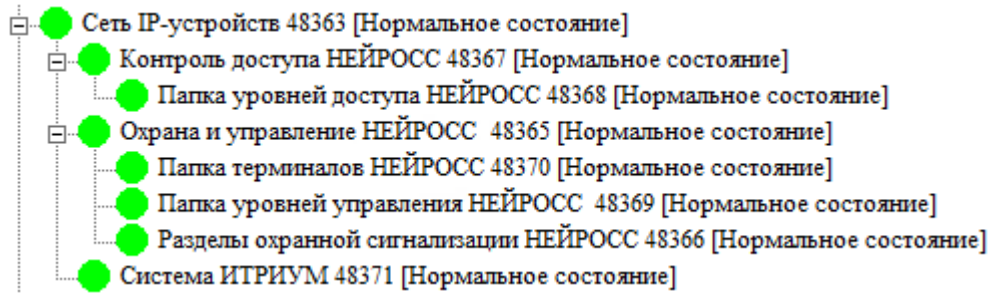 Сеть IP-устройств 48363 [Нормальное состояние]
Контроль доступа НЕЙРОСС 48367 [Нормальное состояние]
Папка уровней доступа НЕЙРОСС 48368 [Нормальное состояние]
Охрана и управление НЕЙРОСС  48365 [Нормальное состояние]
Папка терминалов НЕЙРОСС 48370 [Нормальное состояние]
Папка уровней управления НЕЙРОСС  48369 [Нормальное состояние]
Разделы охранной сигнализации НЕЙРОСС 48366 [Нормальное состояние]
Система ИТРИУМ 48371 [Нормальное состояние]